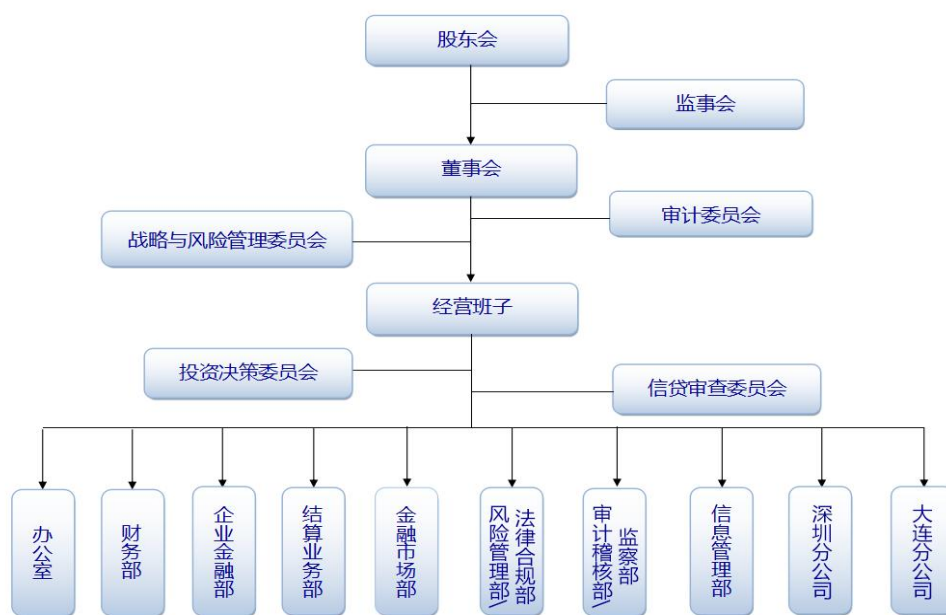 股东会
监事会
董事会
审计委员会
战略与风险管理委员会
经营班子
投资决策委员会
信贷审查委员会
办公室
财务部
企业金融部
结算业务部
金融市场部
风险管理部\
法律合规部
审计稽核部\
监察部
信息管理部
深圳分公司
大连分公司